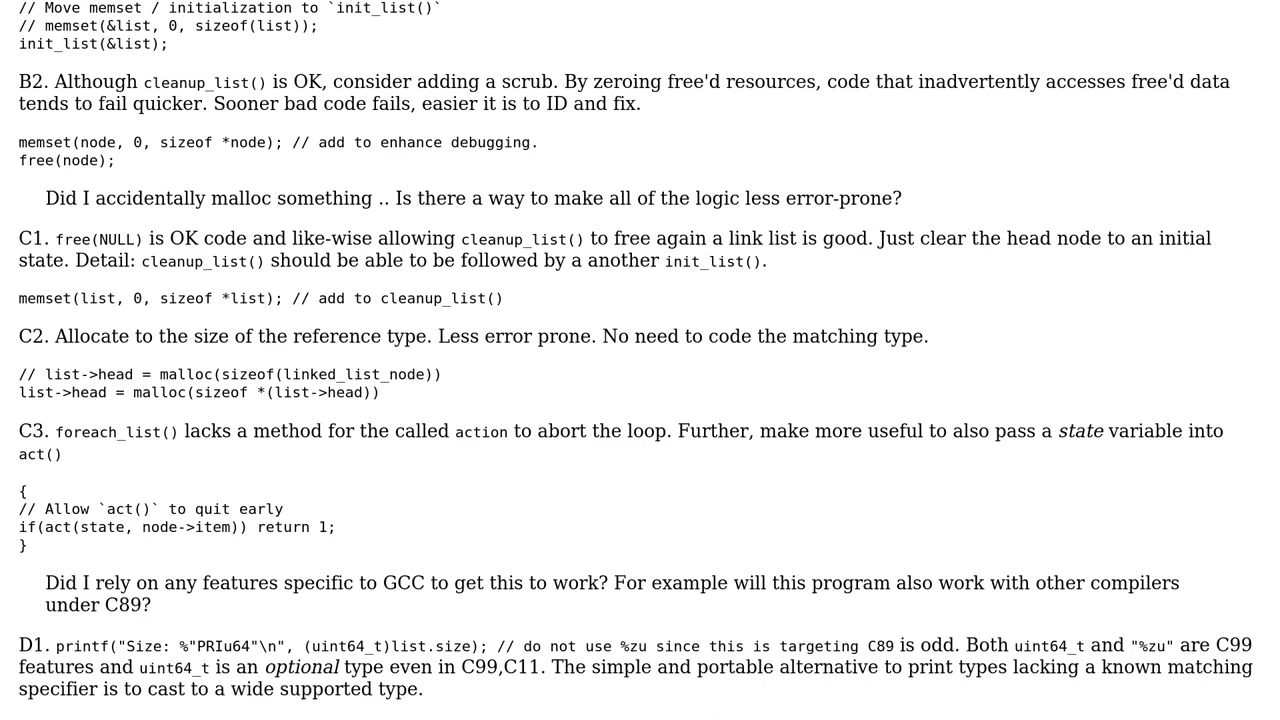 // Move memset / initialization to `init_list()`
// memset(&list, 0, sizeof(list));
init_list(&list);
B2. Although cleanup_list() is OK, consider adding a scrub. By zeroing free'd resources, code that inadvertently accesses free'd data
tends to fail quicker. Sooner bad code fails, easier it is to ID and fix.
memset(node, 0, sizeof *node); // add to enhance debugging.
free(node);
Did I accidentally malloc something .. Is there a way to make all of the logic less error-prone?
C1. free(NULL) is OK code and like-wise allowing cleanup_list() to free again a link list is good. Just clear the head node to an initial
state. Detail: cleanup_list() should be able to be followed by a another init_list().
memset(list, 0, sizeof *list); // add to cleanup_list()
C2. Allocate to the size of the reference type. Less error prone. No need to code the matching type.
// list->head = malloc(sizeof(linked_list_node))
list->head = malloc(sizeof *(list->head))
C3. foreach_list() lacks a method for the called action to abort the loop. Further, make more useful to also pass a state variable into
act()
{
// Allow `act()` to quit early
if(act(state, node->item)) return 1;
}
Did I rely on any features specific to GCC to get this to work? For example will this program also work with other compilers
under C89?
D1. printf("Size: %"PRIu64"\n", (uint64_t)list.size); // do not use %zu since this is targeting C89 is odd. Both uint64_t and "%zu" are C99
features and uint64_t is an optional type even in C99,C11. The simple and portable alternative to print types lacking a known matching
specifier is to cast to a wide supported type.